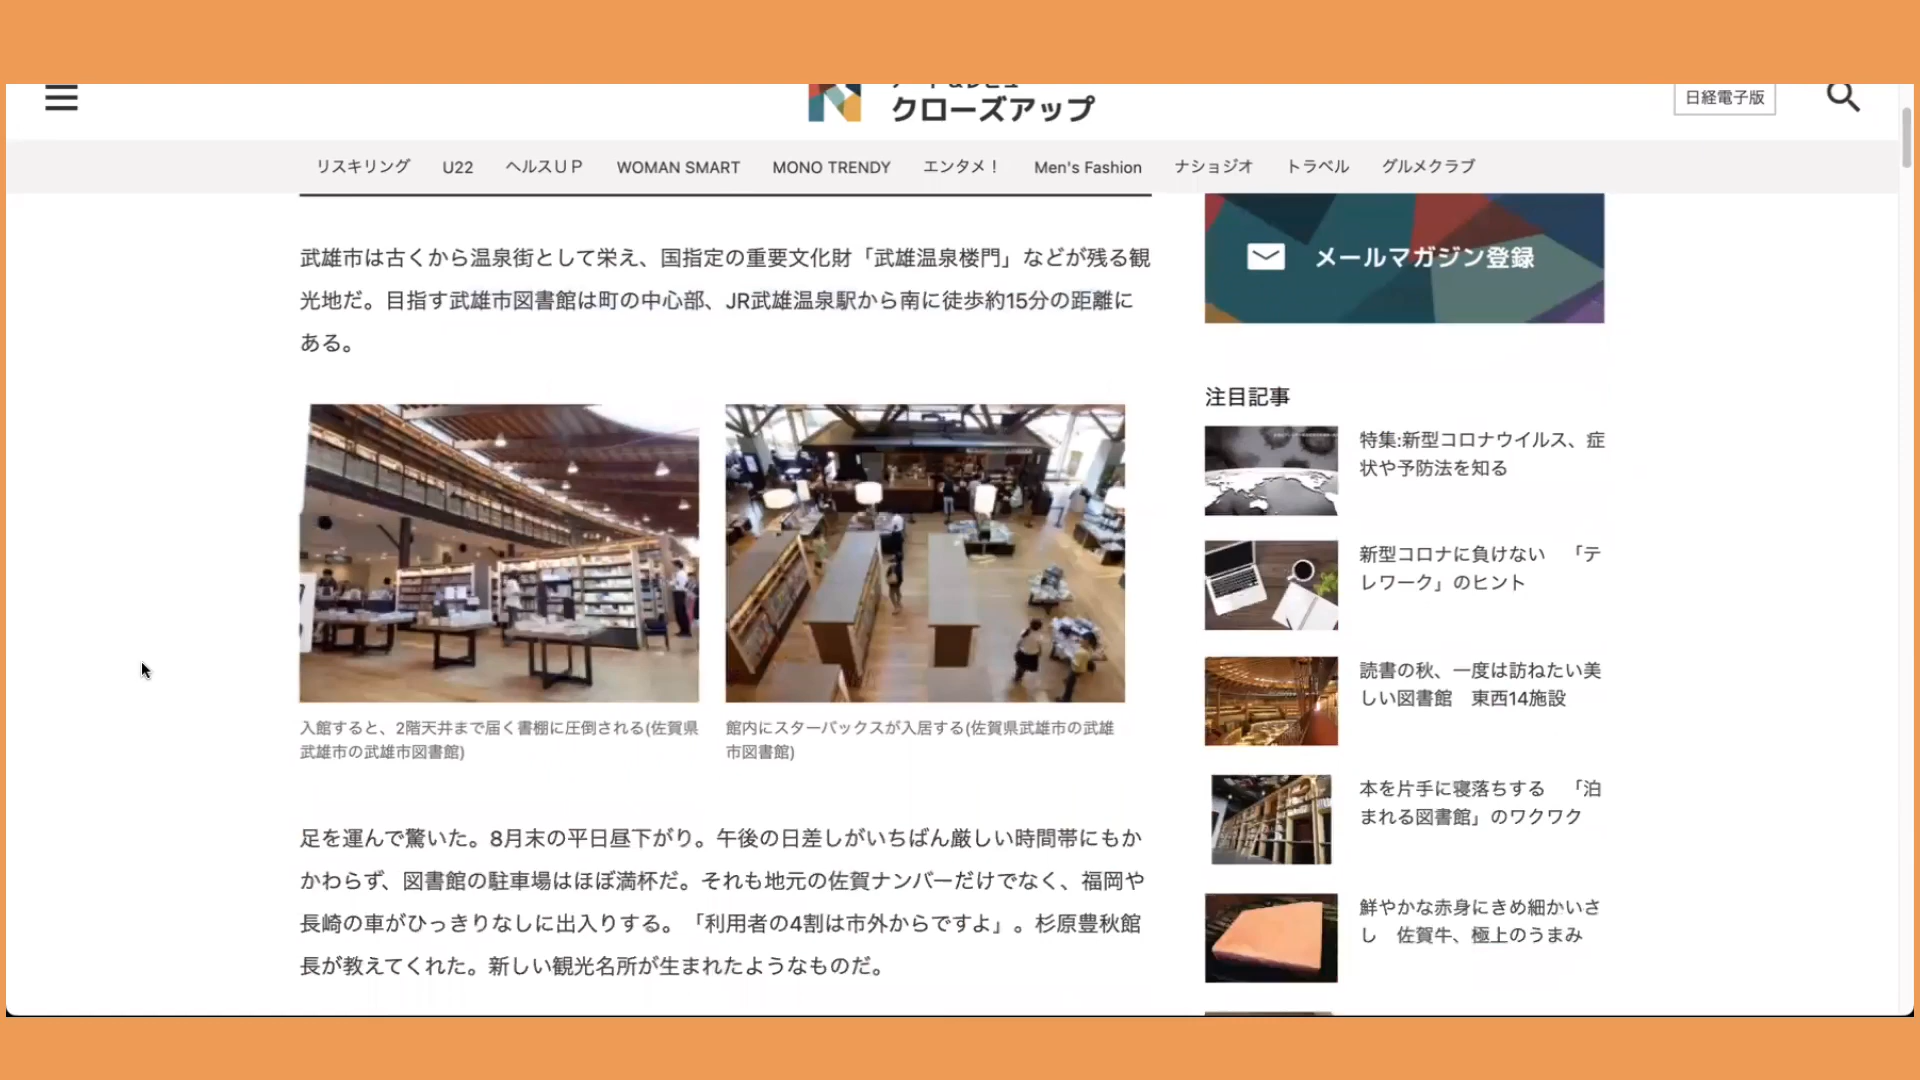 クローズアップ
日経電子版
リスキリング U22 ヘルスUP WOMAN SMART MONO TRENDY エンタメ！ Men's Fashion ナショジオ トラベル グルメクラブ
武雄市は古くから温泉街として栄え、国指定の重要文化財「武雄温泉楼門」などが残る観
光地だ。目指す武雄市図書館は町の中心部、JR武雄温泉駅から南に徒歩約15分の距離に
ある。
入館すると、2階天井まで届く書棚に圧倒される(佐賀県
武雄市の武雄市図書館)
館内にスターバックスが入居する(佐賀県武雄市の武雄
市図書館)
足を運んで驚いた。8月末の平日昼下がり。午後の日差しがいちばん厳しい時間帯にもか
かわらず、図書館の駐車場はほぼ満杯だ。それも地元の佐賀ナンバーだけでなく、福岡や
長崎の車がひっきりなしに出入りする。「利用者の4割は市外からですよ」。杉原豊秋館
長が教えてくれた。新しい観光名所が生まれたようなものだ。
メールマガジン登録
注目記事
特集:新型コロナウイルス、症
状や予防法を知る
新型コロナに負けない 「テ
レワーク」のヒント
読書の秋、一度は訪ねたい美
しい図書館 東西14施設
本を片手に寝落ちする 「泊
まれる図書館」のワクワク
鮮やかな赤身にきめ細かいさ
し 佐賀牛、極上のうまみ